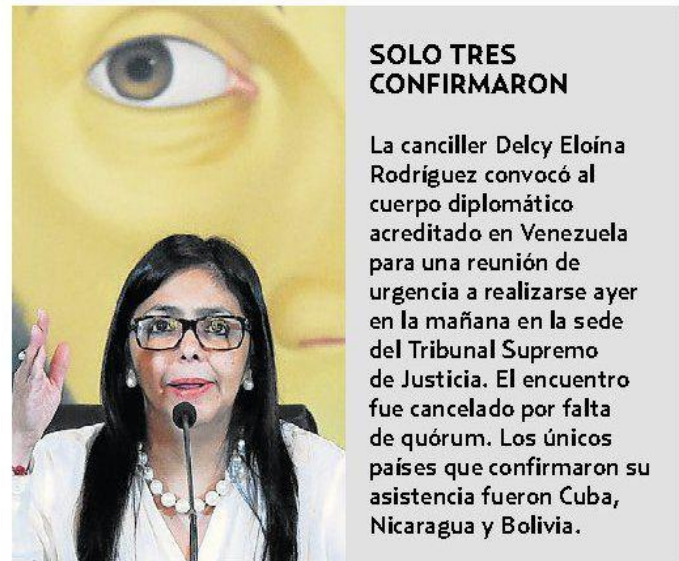 SOLO TRES
CONFIRMARON
La canciller Delcy Eloína
Rodríguez convocó al
cuerpo diplomático
acreditado en Venezuela
para una reunión de
urgencia a realizarse ayer
en la mañana en la sede
del Tribunal Supremo
de Justicia. El encuentro
fue cancelado por falta
de quórum. Los únicos
países que confirmaron su
asistencia fueron Cuba,
Nicaragua y Bolivia.